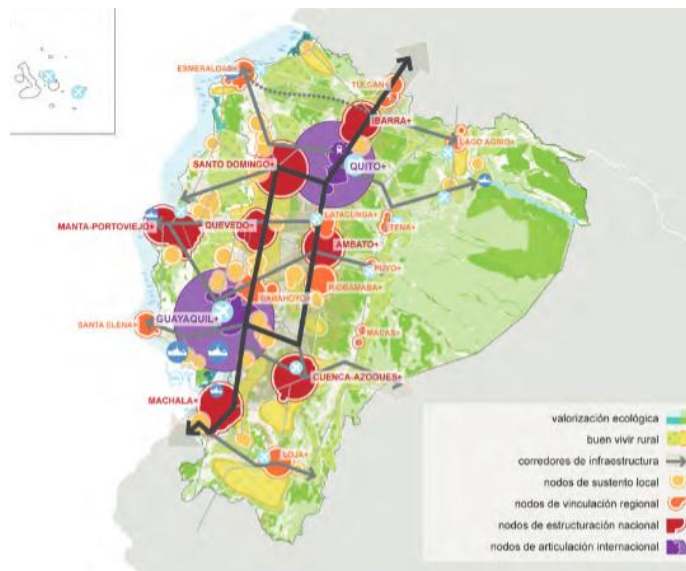 ESMERALDAS+
TULCÁN+
IBARRA+
LAGO AGRIO+
SANTO DOMINGO+
QUITO+
LATACUNGA+
MANTA-PORTOVIEJO+
QUEVEDO+
TENA+
AMBATO+
PUYO+
RIOBAMBA+
BABAHOYO+
GUAYAQUIL+
SANTA ELENA+
MACAS+
CUENCA-AZOGUES+
MACHALA+
LOJA+
valorización ecológica
buen vivir rural
corredores de infraestructura
nodos de sustento local
nodos de vinculación regional
nodos de estructuración nacional
nodos de articulación internacional